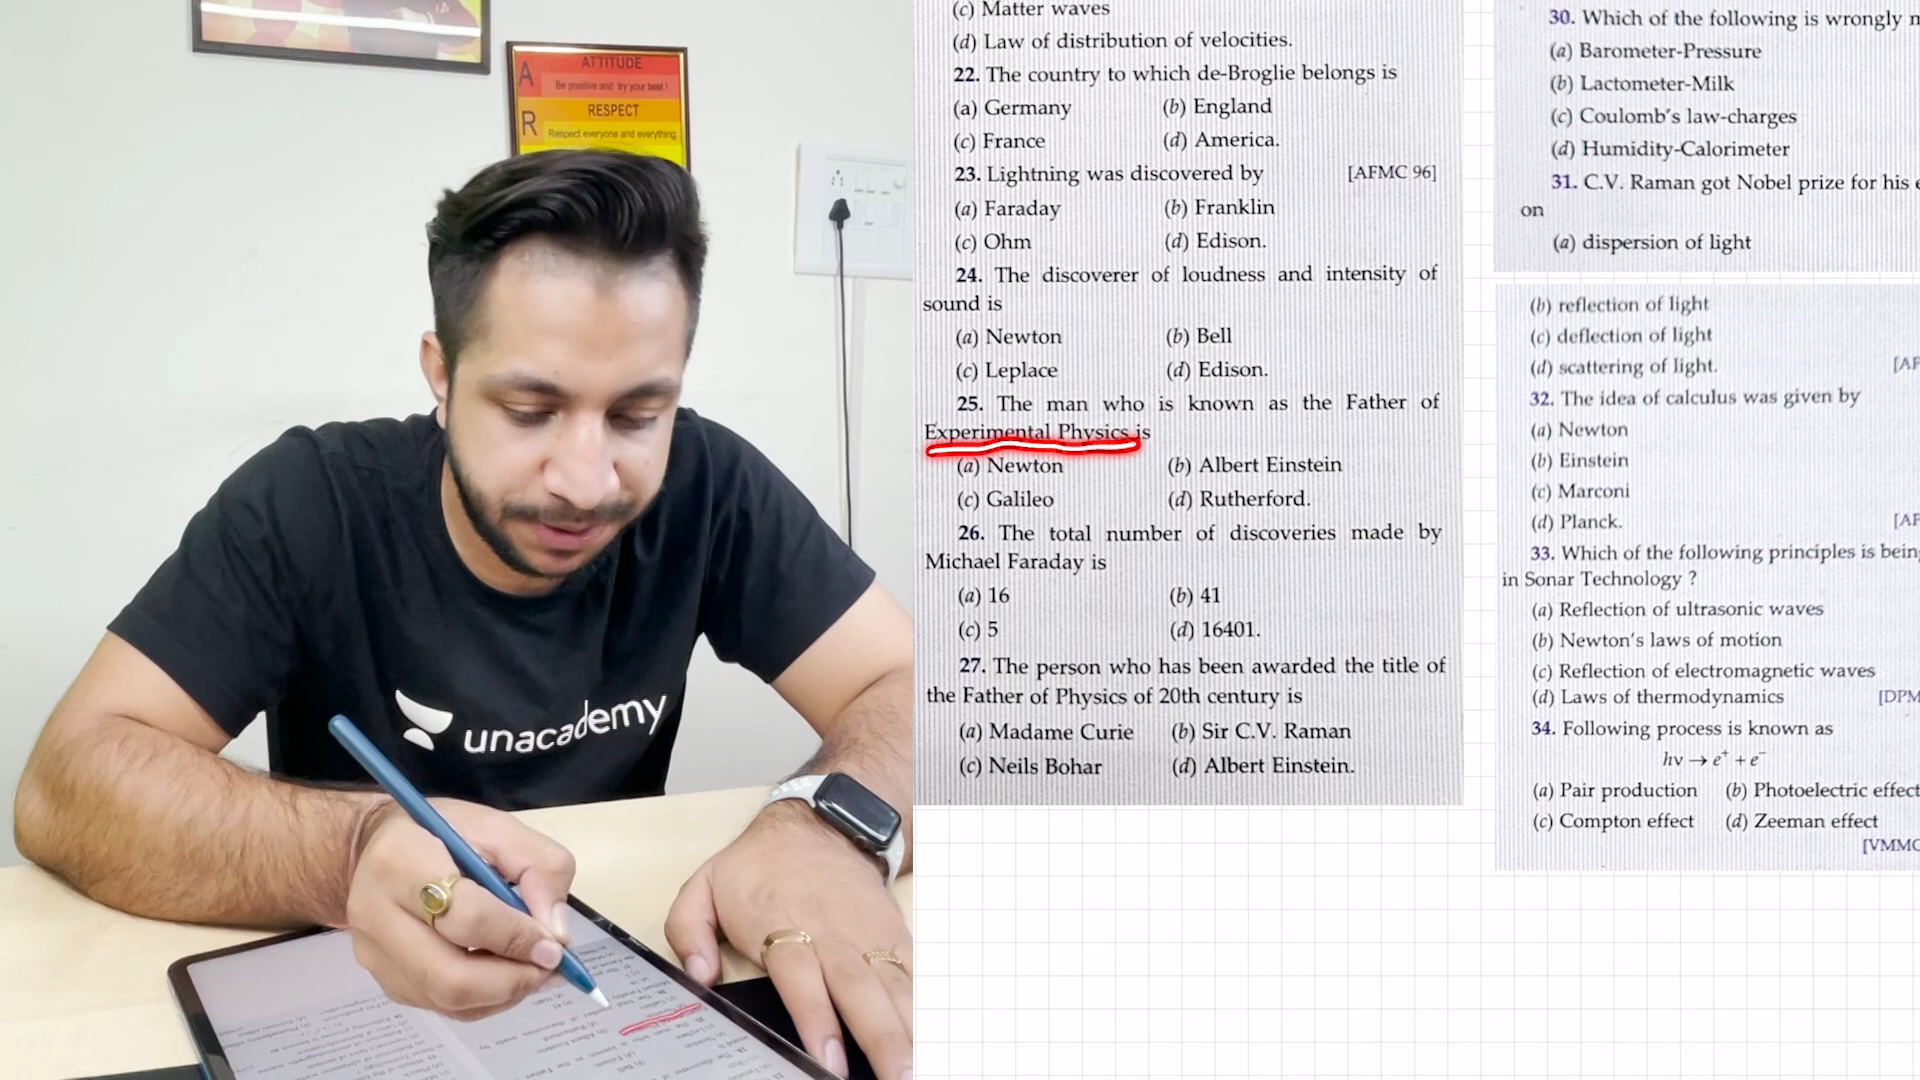 A
ATTITUDE
Be positive and try your best !
R
RESPECT
Respect everyone and everything.
unacademy
(c) Matter waves
(d) Law of distribution of velocities.
22. The country to which de-Broglie belongs is
(a) Germany (b) England
(c) France (d) America.
23. Lightning was discovered by [AFMC 96]
(a) Faraday (b) Franklin
(c) Ohm (d) Edison.
24. The discoverer of loudness and intensity of
sound is
(a) Newton (b) Bell
(c) Leplace (d) Edison.
25. The man who is known as the Father of
Experimental Physics is
(a) Newton (b) Albert Einstein
(c) Galileo (d) Rutherford.
26. The total number of discoveries made by
Michael Faraday is
(a) 16 (b) 41
(c) 5 (d) 16401.
27. The person who has been awarded the title of
the Father of Physics of 20th century is
(a) Madame Curie (b) Sir C.V. Raman
(c) Neils Bohar (d) Albert Einstein.
30. Which of the following is wrongly
(a) Barometer-Pressure
(b) Lactometer-Milk
(c) Coulomb's law-charges
(d) Humidity-Calorimeter
31. C.V. Raman got Nobel prize for his
on
(a) dispersion of light
(b) reflection of light
(c) deflection of light
(d) scattering of light. [AF
32. The idea of calculus was given by
(a) Newton
(b) Einstein
(c) Marconi
(d) Planck. [AF
33. Which of the following principles is bein
in Sonar Technology ?
(a) Reflection of ultrasonic waves
(b) Newton's laws of motion
(c) Reflection of electromagnetic waves
(d) Laws of thermodynamics [DPM
34. Following process is known as
hν → e⁺ + e⁻
(a) Pair production (b) Photoelectric effect
(c) Compton effect (d) Zeeman effect
[VMMC